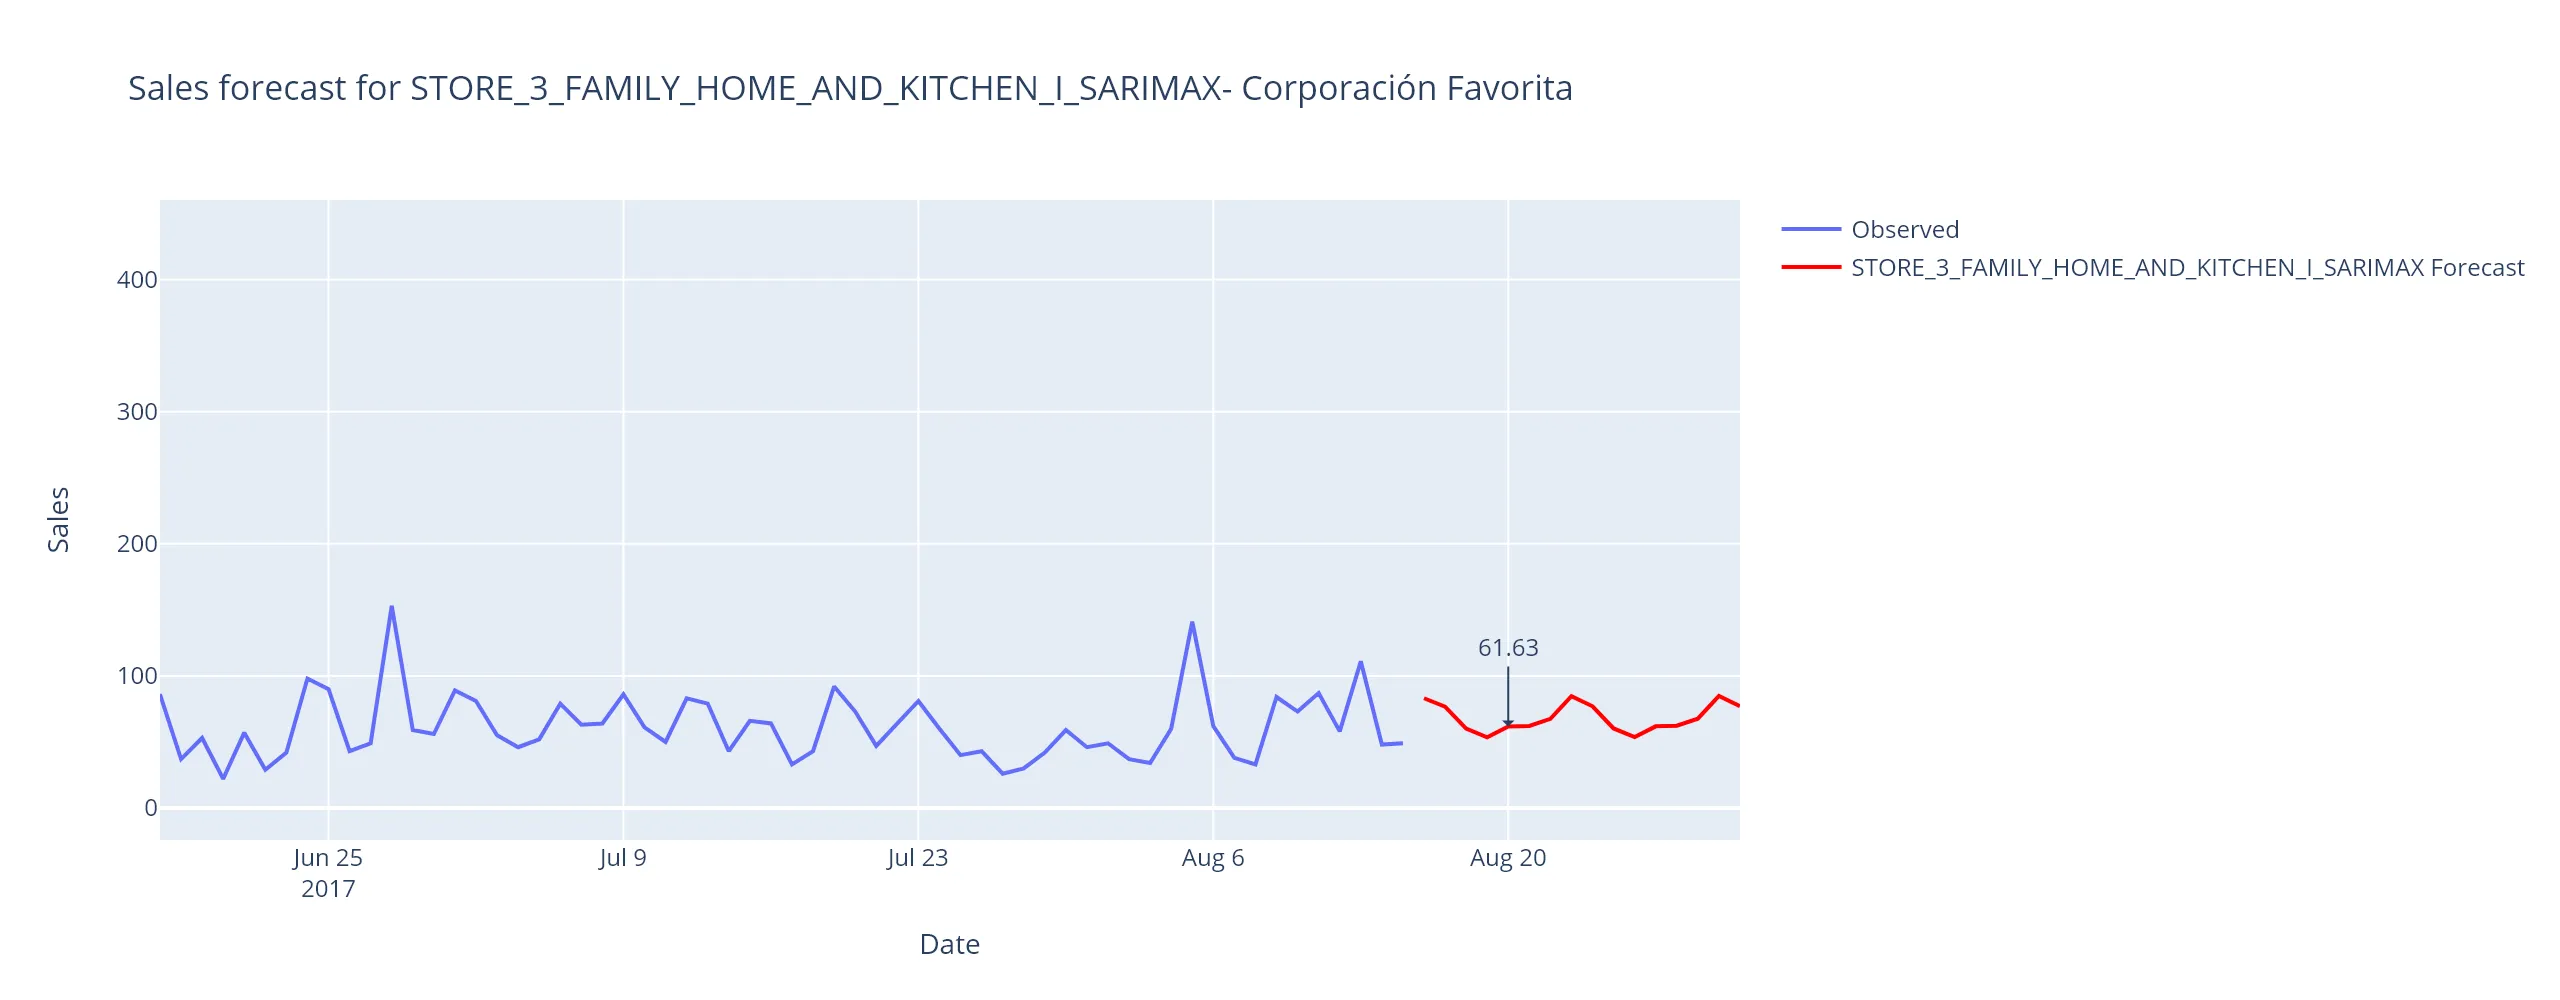 Sales forecast for STORE_3_FAMILY_HOME_AND_KITCHEN_I_SARIMAX- Corporación Favorita
Observed
STORE_3_FAMILY_HOME_AND_KITCHEN_I_SARIMAX Forecast
400
300
200
100
0
Sales
61.63
Jun 25
2017
Jul 9
Jul 23
Aug 6
Aug 20
Date